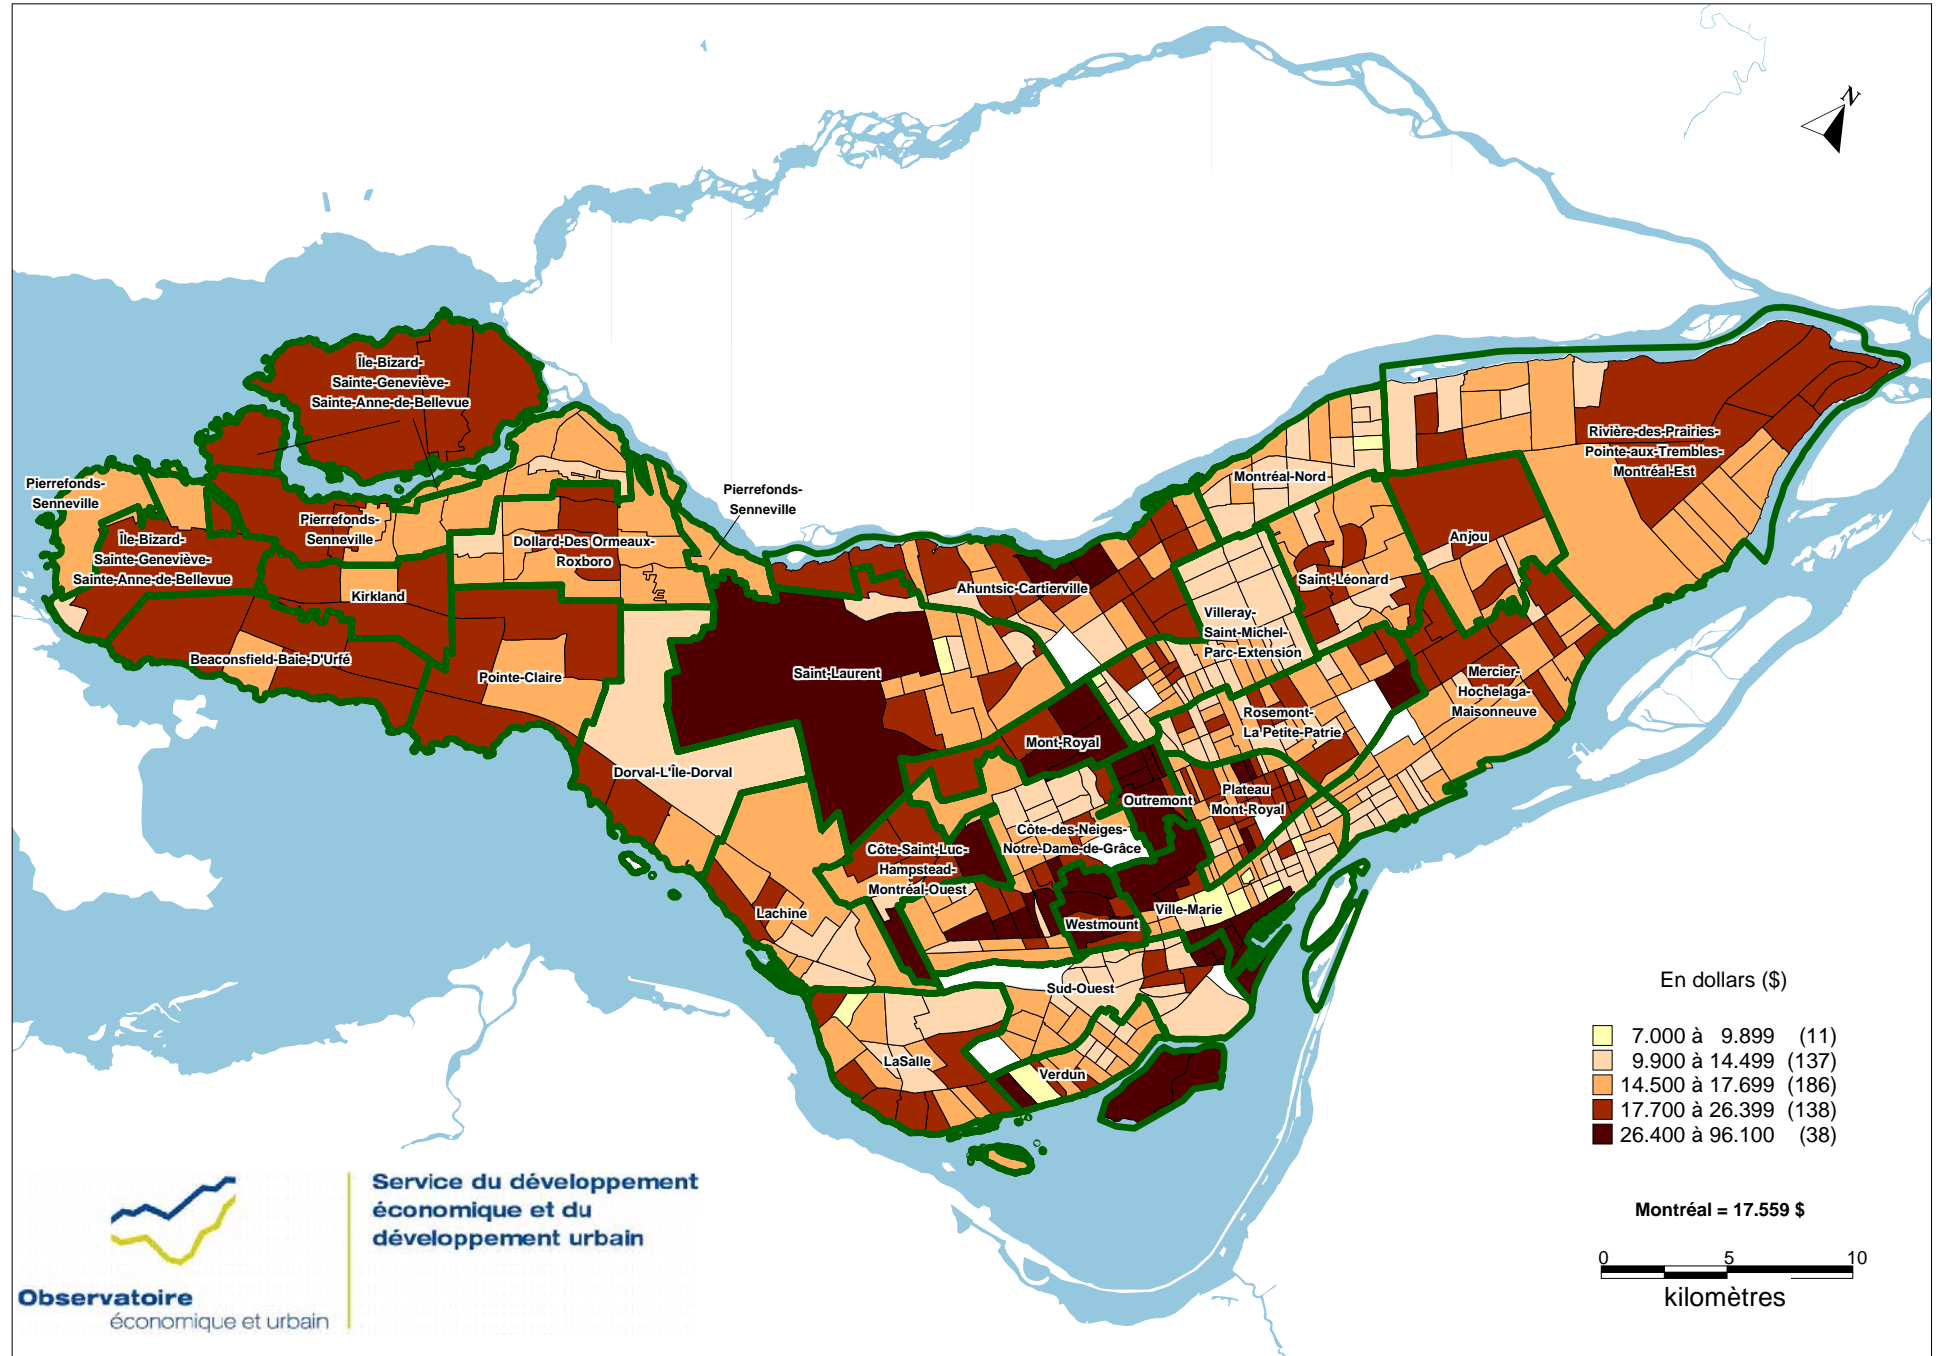 N
Île-Bizard-
Sainte-Geneviève-
Sainte-Anne-de-Bellevue
Pierrefonds-
Senneville
Île-Bizard-
Sainte-Geneviève-
Sainte-Anne-de-Bellevue
Pierrefonds-
Senneville
Kirkland
Beaconsfield-Baie-D'Urfé
Dollard-Des Ormeaux-
Roxboro
Pierrefonds-
Senneville
Pointe-Claire
Dorval-L'Île-Dorval
Saint-Laurent
Ahuntsic-Cartierville
Montréal-Nord
Rivière-des-Prairies-
Pointe-aux-Trembles-
Montréal-Est
Anjou
Saint-Léonard
Villeray-
Saint-Michel-
Parc-Extension
Mercier-
Hochelaga-
Maisonneuve
Rosemont-
La Petite-Patrie
Mont-Royal
Outremont
Plateau
Mont-Royal
Côte-des-Neiges-
Notre-Dame-de-Grâce
Côte-Saint-Luc-
Hampstead-
Montréal-Ouest
Lachine
Westmount
Ville-Marie
Sud-Ouest
LaSalle
Verdun
En dollars ($)
7.000 à 9.899 (11)
9.900 à 14.499 (137)
14.500 à 17.699 (186)
17.700 à 26.399 (138)
26.400 à 96.100 (38)
Montréal = 17.559 $
0 5 10
kilomètres
Service du développement
économique et du
développement urbain
Observatoire
économique et urbain